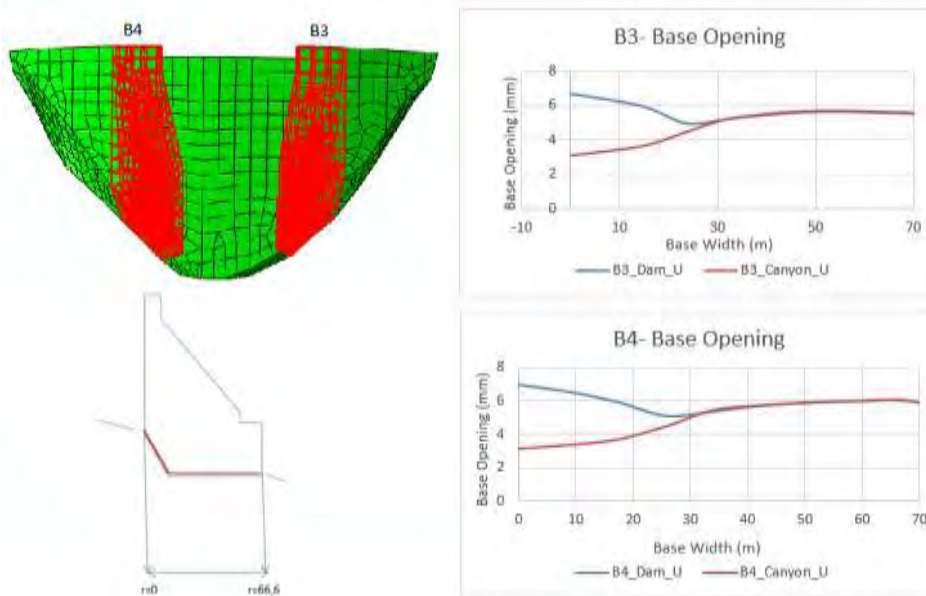 B4
B3
r=0
r=66,6
B3- Base Opening
Base Opening (mm)
8
6
4
2
0
-10
10
30
50
70
Base Width (m)
B3_Dam_U
B3_Canyon_U
B4- Base Opening
Base Opening (mm)
8
6
4
2
0
0
10
20
30
40
50
60
70
Base Width (m)
B4_Dam_U
B4_Canyon_U